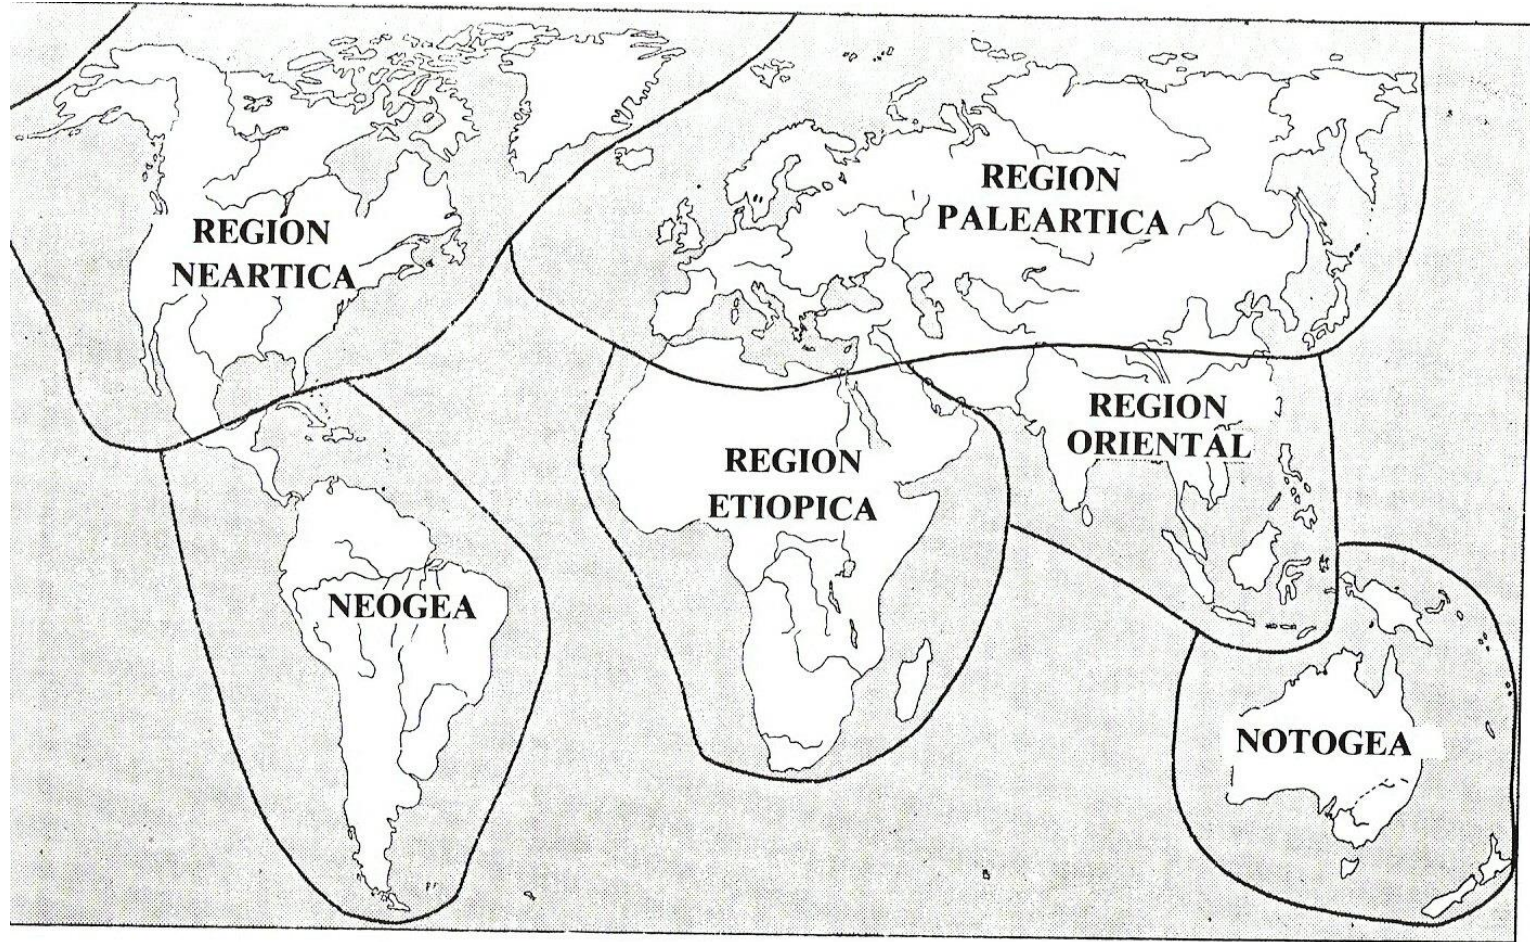 REGION
NEARTICA
REGION
PALEARTICA
REGION
ORIENTAL
REGION
ETIOPICA
NEOGEA
NOTOGEA